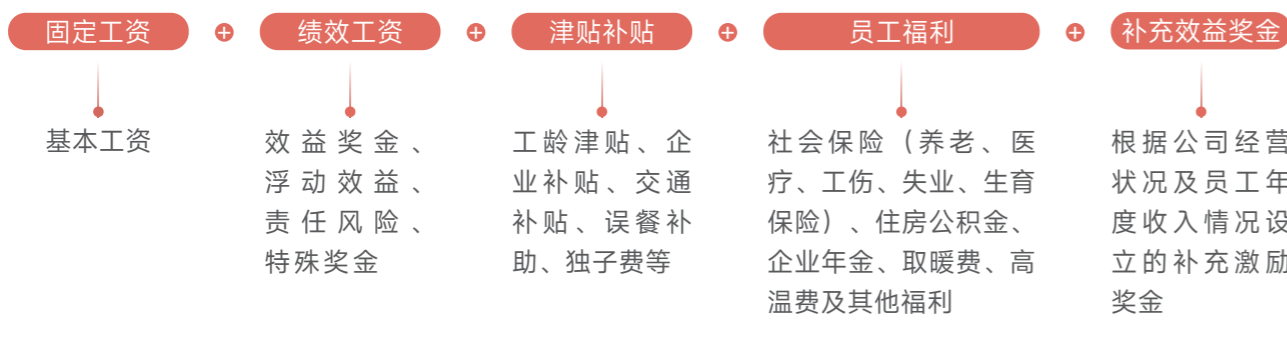 固定工资
绩效工资
津贴补贴
员工福利
补充效益奖金
基本工资
效益奖金、
浮动效益、
责任风险、
特殊奖金
工龄津贴、企
业补贴、交通
补贴、误餐补
助、独子费等
社会保险（养老、医
疗、工伤、失业、生育
保险）、住房公积金、
企业年金、取暖费、高
温费及其他福利
根据公司经营
状况及员工年
度收入情况设
立的补充激励
奖金